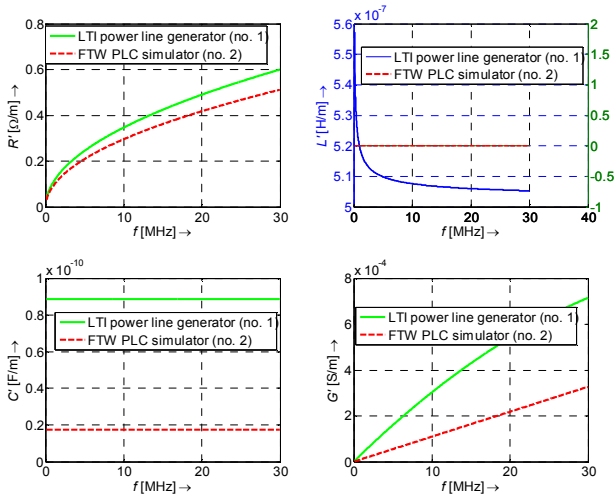 0.8
LTI power line generator (no. 1)
FTW PLC simulator (no. 2)
0.6
0.4
0.2
0
0 10 20 30
R' [Ω/m] →
f [MHz] →
5.6 x 10⁻⁷
LTI power line generator (no. 1)
FTW PLC simulator (no. 2)
5.4
5.3
5.2
5.1
5
2
1.5
1
0.5
0
-0.5
-1
0 10 20 30 40
L' [H/m] →
f [MHz] →
x 10⁻¹⁰
1
0.8
0.6
0.4
0.2
0
LTI power line generator (no. 1)
FTW PLC simulator (no. 2)
0 10 20 30
C' [F/m] →
f [MHz] →
x 10⁻⁴
8
6
4
2
0
LTI power line generator (no. 1)
FTW PLC simulator (no. 2)
0 10 20 30
G' [S/m] →
f [MHz] →